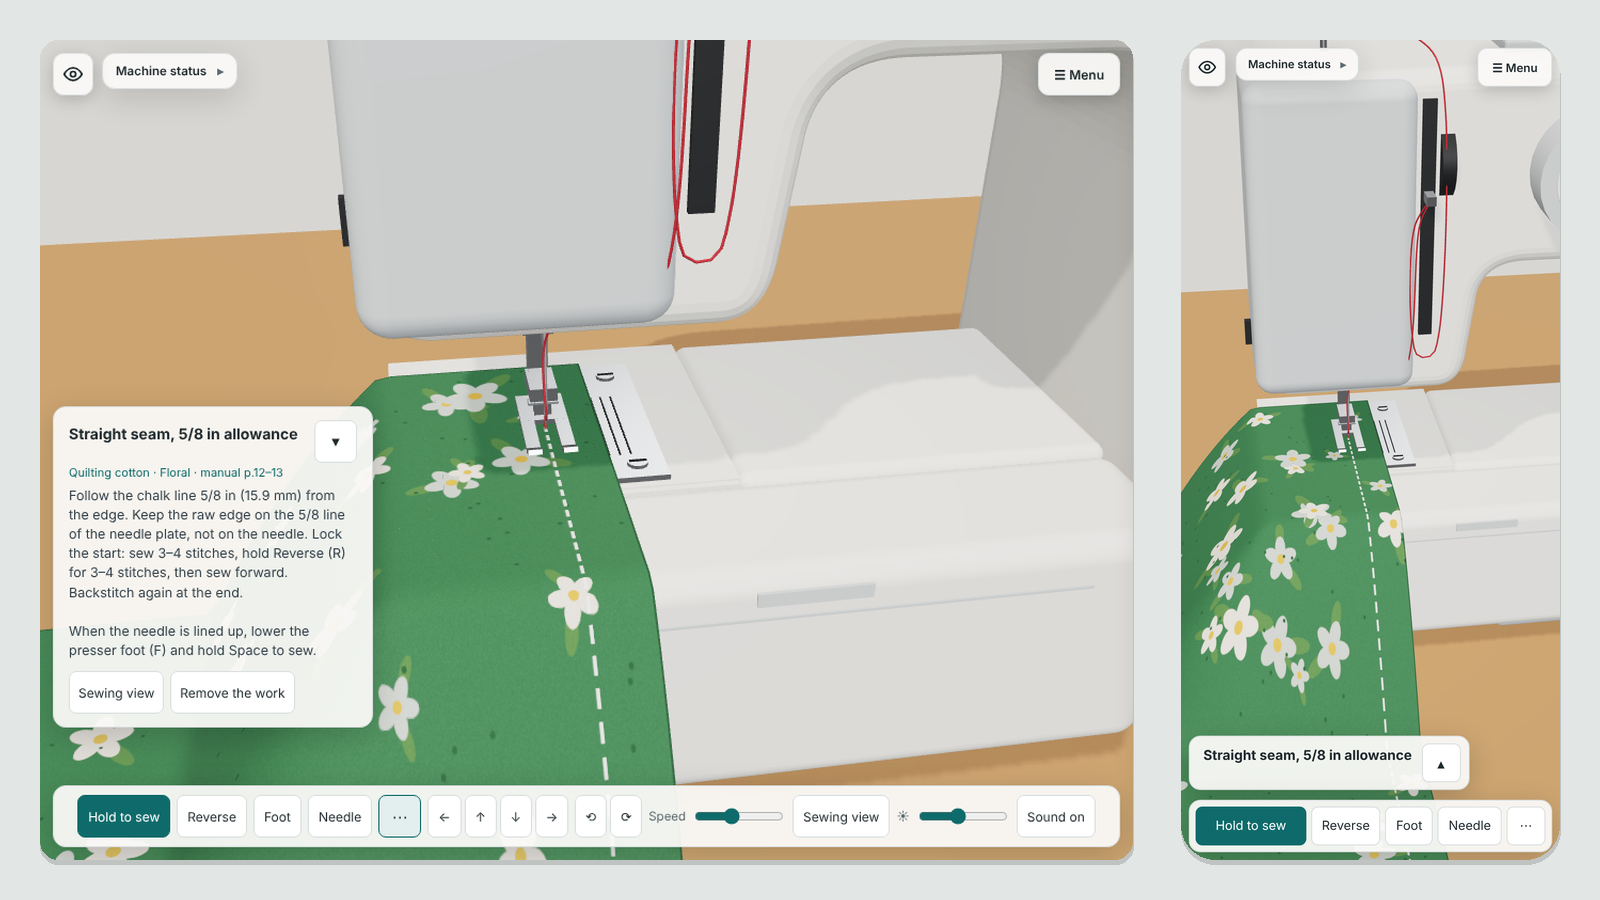 Machine status ▸
☰ Menu
Straight seam, 5/8 in allowance
▼
Quilting cotton · Floral · manual p.12–13
Follow the chalk line 5/8 in (15.9 mm) from
the edge. Keep the raw edge on the 5/8 line
of the needle plate, not on the needle. Lock
the start: sew 3–4 stitches, hold Reverse (R)
for 3–4 stitches, then sew forward.
Backstitch again at the end.
When the needle is lined up, lower the
presser foot (F) and hold Space to sew.
Sewing view Remove the work
Hold to sew Reverse Foot Needle ⋯ ← ↑ ↓ → ⟲ ⟳ Speed Sewing view ☀ Sound on
Machine status ▸
☰ Menu
Straight seam, 5/8 in allowance
▲
Hold to sew Reverse Foot Needle ⋯